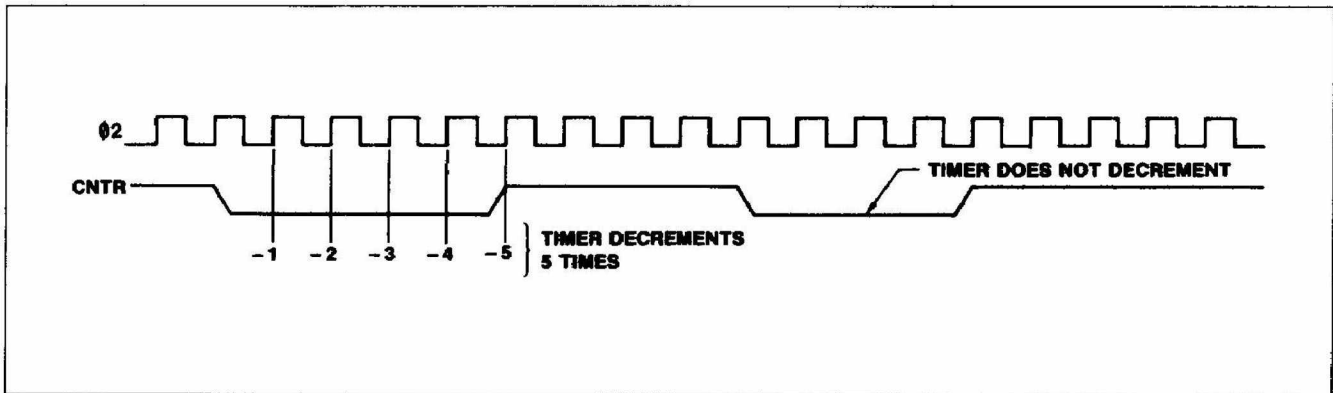 ϕ2
CNTR
TIMER DOES NOT DECREMENT
-1 -2 -3 -4 -5
TIMER DECREMENTS
5 TIMES